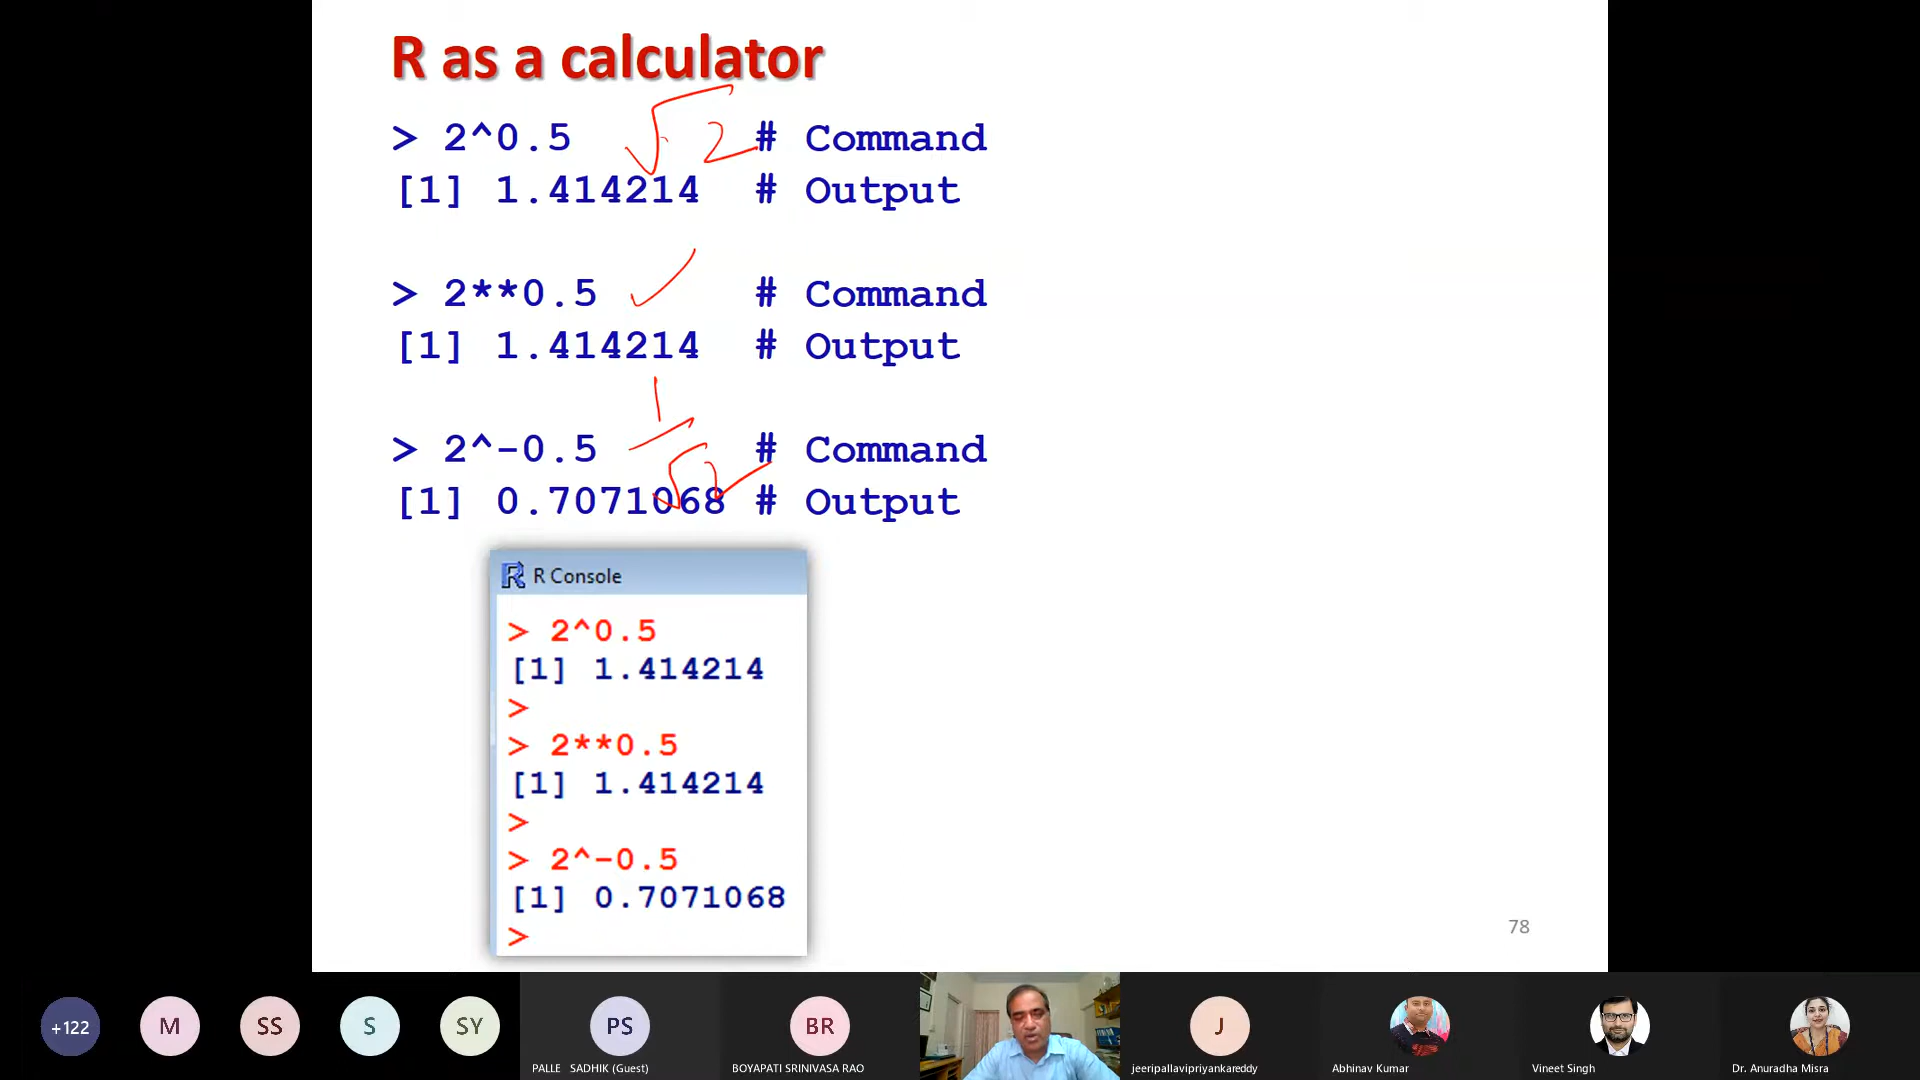 R as a calculator
> 2^0.5 √2 # Command
[1] 1.414214 # Output
> 2**0.5 # Command
[1] 1.414214 # Output
> 2^-0.5 1/√2 # Command
[1] 0.7071068 # Output
R Console
> 2^0.5
[1] 1.414214
>
> 2**0.5
[1] 1.414214
>
> 2^-0.5
[1] 0.7071068
>
78
+122 M SS S SY PS BR J
PALLE SADHIK (Guest) BOYAPATI SRINIVASA RAO jeeripallavipriyankareddy Abhinav Kumar Vineet Singh Dr. Anuradha Misra